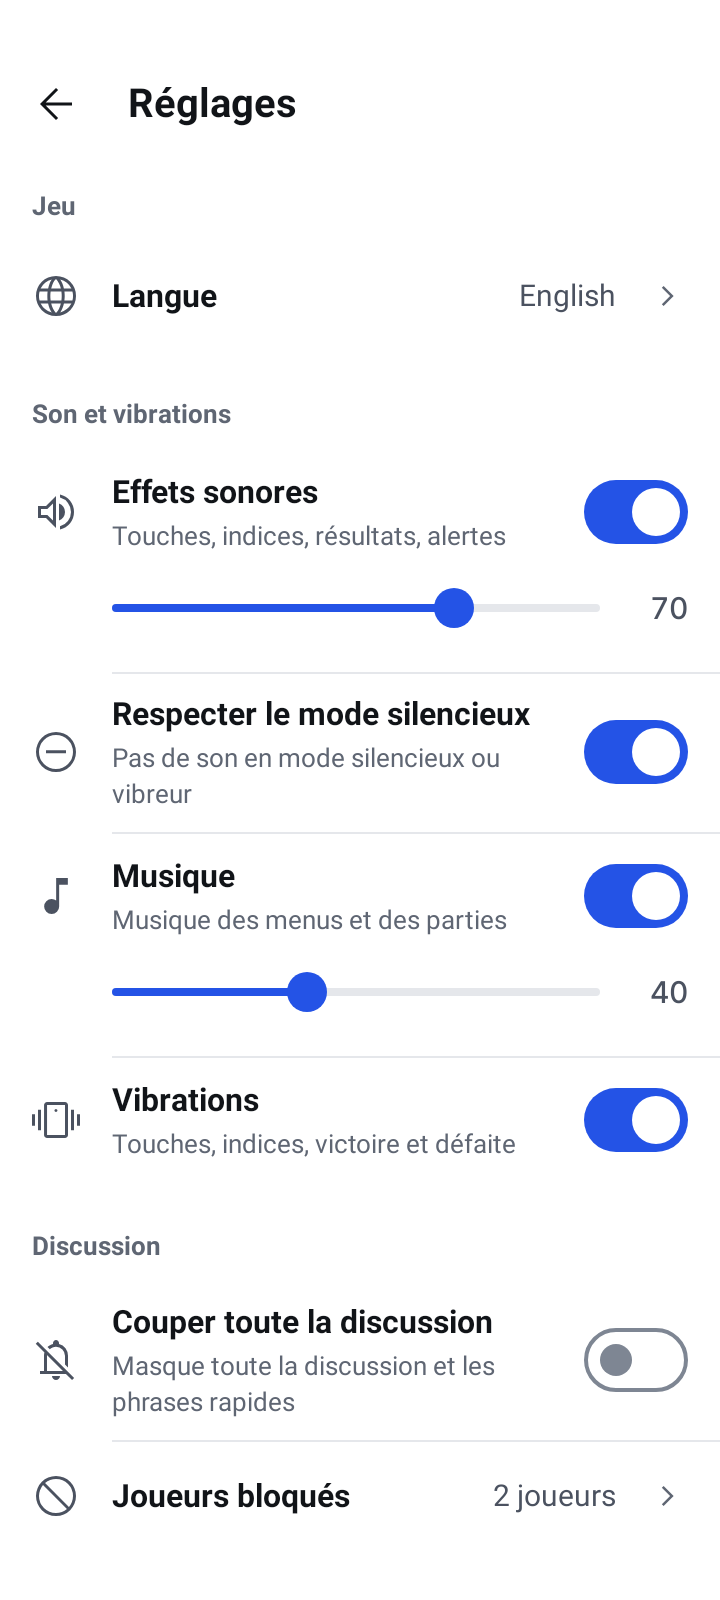 Réglages
Jeu
Langue
English
Son et vibrations
Effets sonores
Touches, indices, résultats, alertes
70
Respecter le mode silencieux
Pas de son en mode silencieux ou
vibreur
Musique
Musique des menus et des parties
40
Vibrations
Touches, indices, victoire et défaite
Discussion
Couper toute la discussion
Masque toute la discussion et les
phrases rapides
Joueurs bloqués
2 joueurs